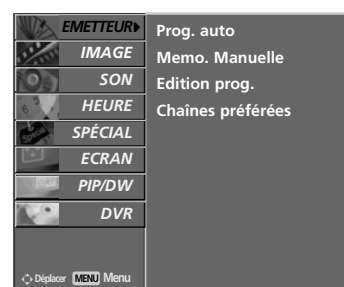 EMETTEUR
IMAGE
SON
HEURE
SPÉCIAL
ECRAN
PIP/DW
DVR
Déplacer MENU Menu
Prog. auto
Memo. Manuelle
Edition prog.
Chaînes préférées